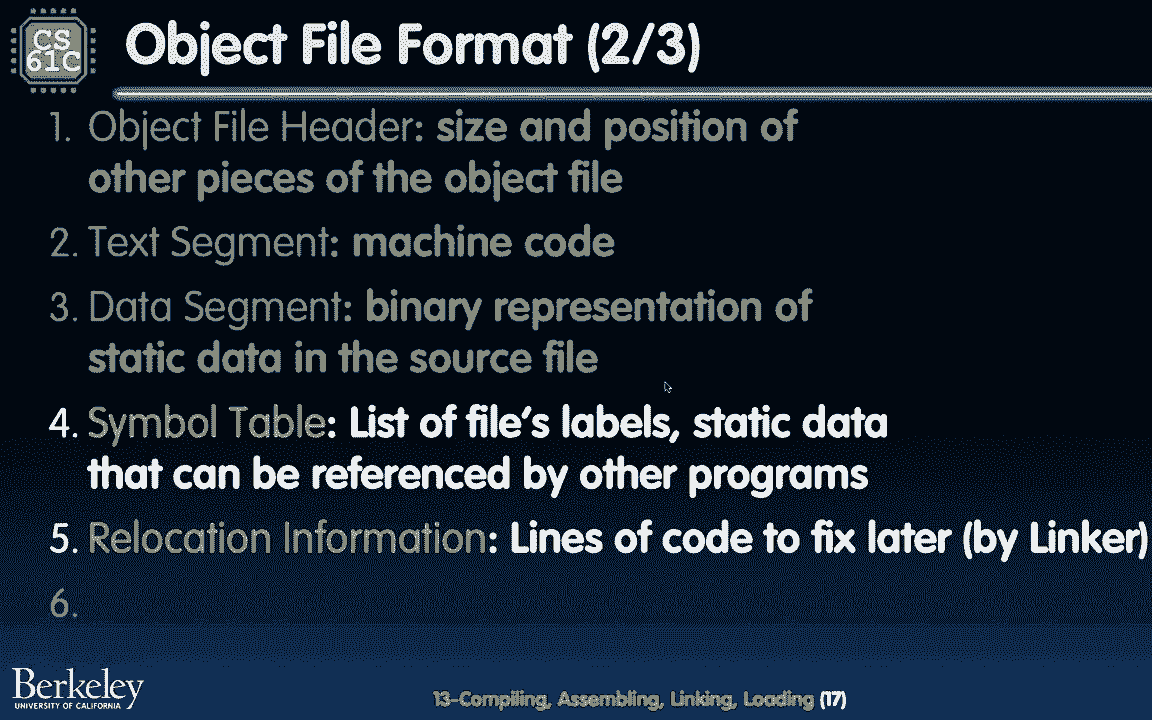 CS
61C
Object File Format (2/3)
1. Object File Header: size and position of
other pieces of the object file
2. Text Segment: machine code
3. Data Segment: binary representation of
static data in the source file
4. Symbol Table: List of file's labels, static data
that can be referenced by other programs
5. Relocation Information: Lines of code to fix later (by Linker)
6.
Berkeley
UNIVERSITY OF CALIFORNIA
13-Compiling, Assembling, Linking, Loading (17)